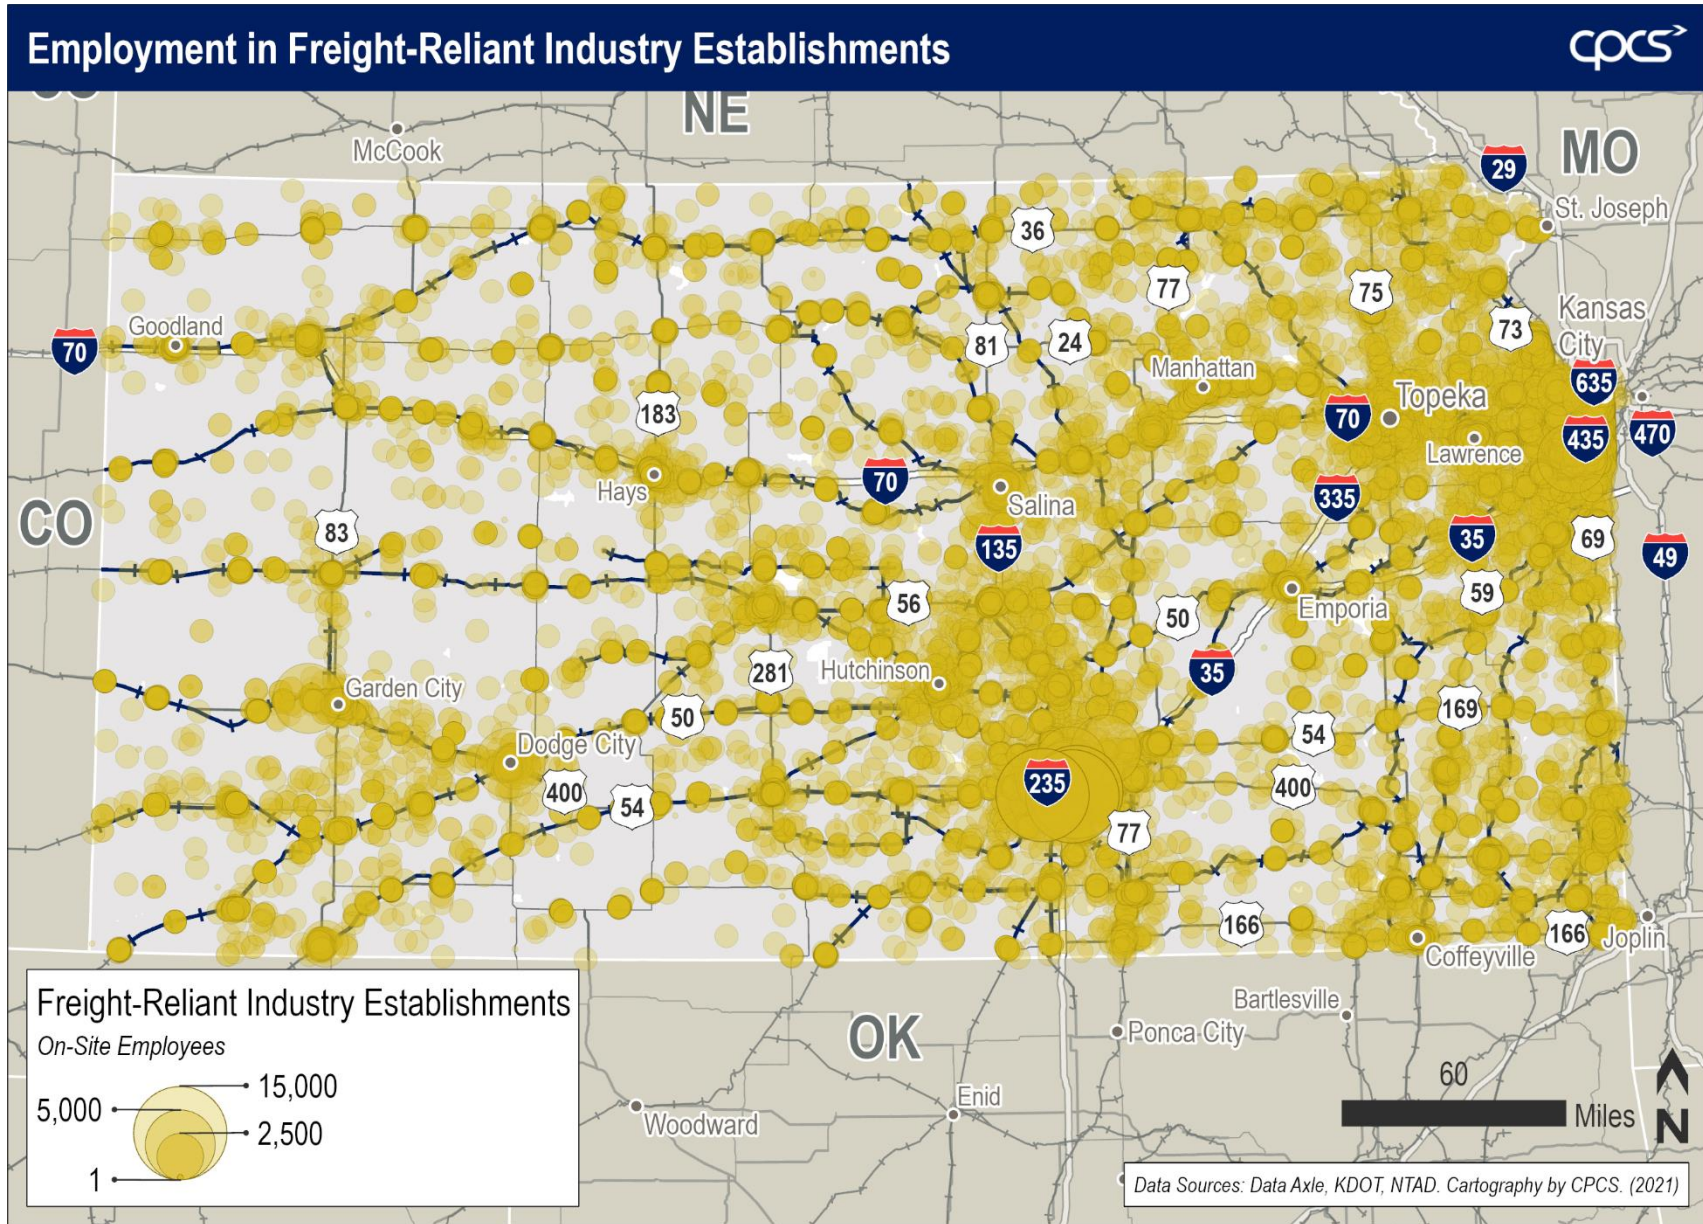 Employment in Freight-Reliant Industry Establishments
cpcs
NE
MO
McCook
29
St. Joseph
36
77
75
Kansas
City
73
Goodland
70
81
24
Manhattan
635
183
Topeka
70
435
470
Lawrence
Hays
70
Salina
335
CO
83
135
35
69
49
56
59
50
Emporia
35
281
Hutchinson
Garden City
50
169
54
Dodge City
235
400
54
400
77
166
166
Joplin
Coffeyville
Freight-Reliant Industry Establishments
On-Site Employees
15,000
5,000
2,500
1
OK
Bartlesville
Ponca City
Enid
Woodward
60
Miles
N
Data Sources: Data Axle, KDOT, NTAD. Cartography by CPCS. (2021)